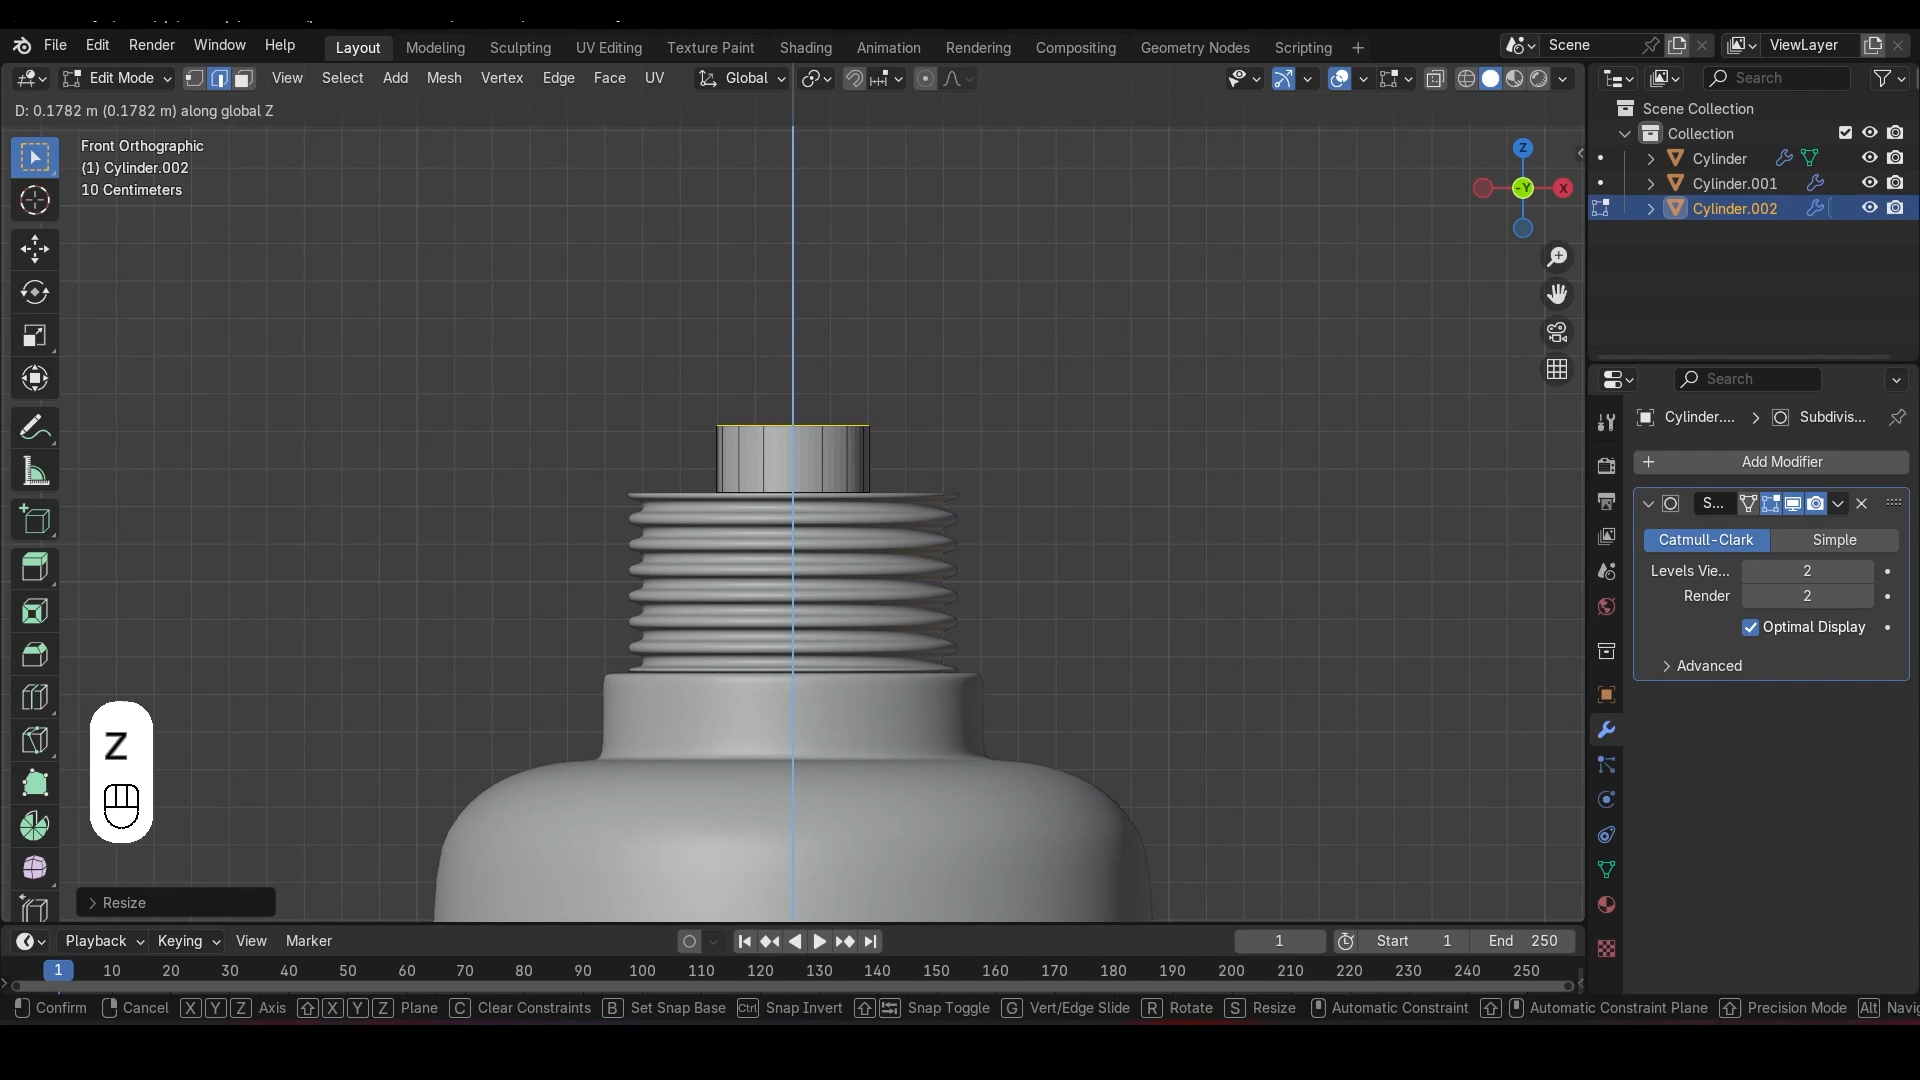 File Edit Render Window Help Layout Modeling Sculpting UV Editing Texture Paint Shading Animation Rendering Compositing Geometry Nodes Scripting + Scene ViewLayer
Edit Mode View Select Add Mesh Vertex Edge Face UV Global Search
D: 0.1782 m (0.1782 m) along global Z
Scene Collection
Collection
Cylinder
Cylinder.001
Cylinder.002
Front Orthographic
(1) Cylinder.002
10 Centimeters
Z
-Y
X
Search
Cylinder.... > Subdivis...
+ Add Modifier
S...
Catmull-Clark Simple
Levels Vie... 2
Render 2
Optimal Display
Advanced
Z
> Resize
Playback Keying View Marker 1 Start 1 End 250
1 10 20 30 40 50 60 70 80 90 100 110 120 130 140 150 160 170 180 190 200 210 220 230 240 250
Confirm Cancel X Y Z Axis X Y Z Plane C Clear Constraints B Set Snap Base Ctrl Snap Invert Snap Toggle G Vert/Edge Slide R Rotate S Resize Automatic Constraint Automatic Constraint Plane Precision Mode Alt Navig